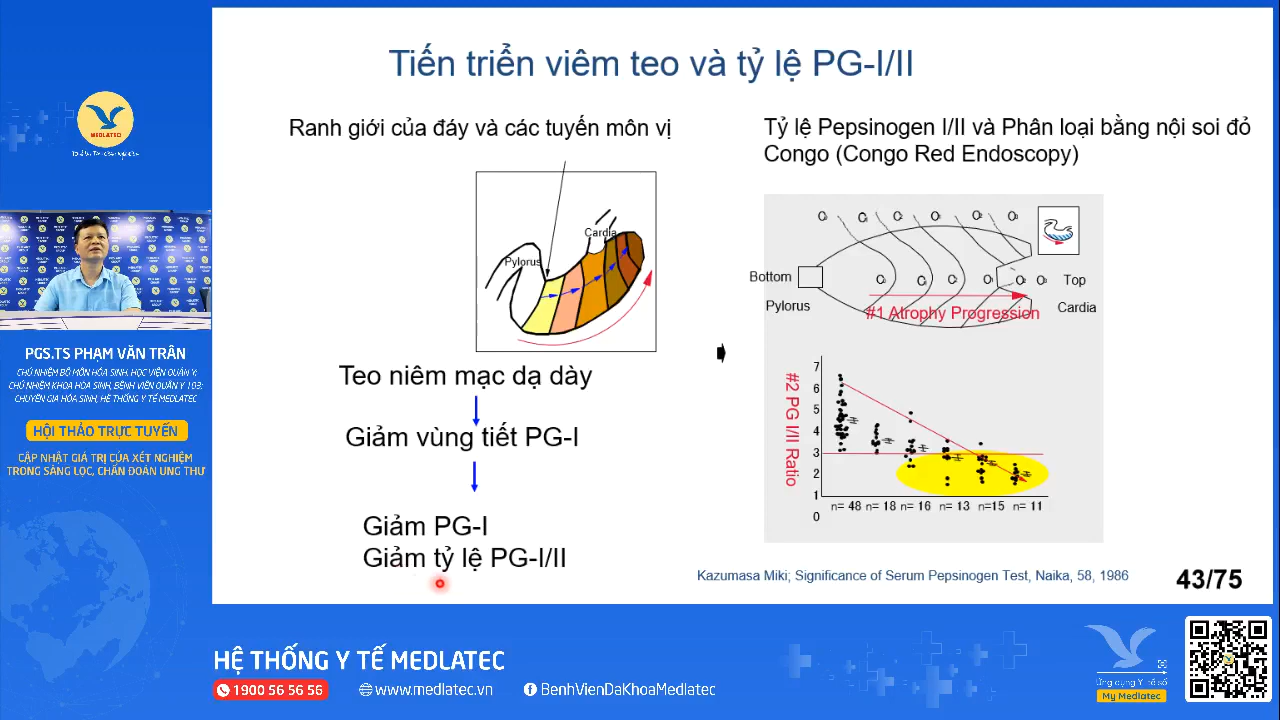 Tiến triển viêm teo và tỷ lệ PG-I/II
MEDLATEC
Ranh giới của đáy và các tuyến môn vị
Cardia
Pylorus
Teo niêm mạc dạ dày
Giảm vùng tiết PG-I
Giảm PG-I
Giảm tỷ lệ PG-I/II
Tỷ lệ Pepsinogen I/II và Phân loại bằng nội soi đỏ
Congo (Congo Red Endoscopy)
Bottom
Top
Pylorus
Cardia
#1 Atrophy Progression
#2 PG I/II Ratio
7
6
5
4
3
2
1
0
n= 48 n= 18 n= 16 n= 13 n=15 n= 11
Kazumasa Miki; Significance of Serum Pepsinogen Test, Naika, 58, 1986
43/75
PGS.TS PHẠM VĂN TRÂN
CHỦ NHIỆM BỘ MÔN HÓA SINH, HỌC VIỆN QUÂN Y;
CHỦ NHIỆM KHOA HÓA SINH, BỆNH VIỆN QUÂN Y 103;
CHUYÊN GIA HÓA SINH, HỆ THỐNG Y TẾ MEDLATEC
HỘI THẢO TRỰC TUYẾN
CẬP NHẬT GIÁ TRỊ CỦA XÉT NGHIỆM
TRONG SÀNG LỌC, CHẨN ĐOÁN UNG THƯ
HỆ THỐNG Y TẾ MEDLATEC
1900 56 56 56
www.medlatec.vn
BenhVienDaKhoaMedlatec
Ứng dụng Y tế số
My Medlatec